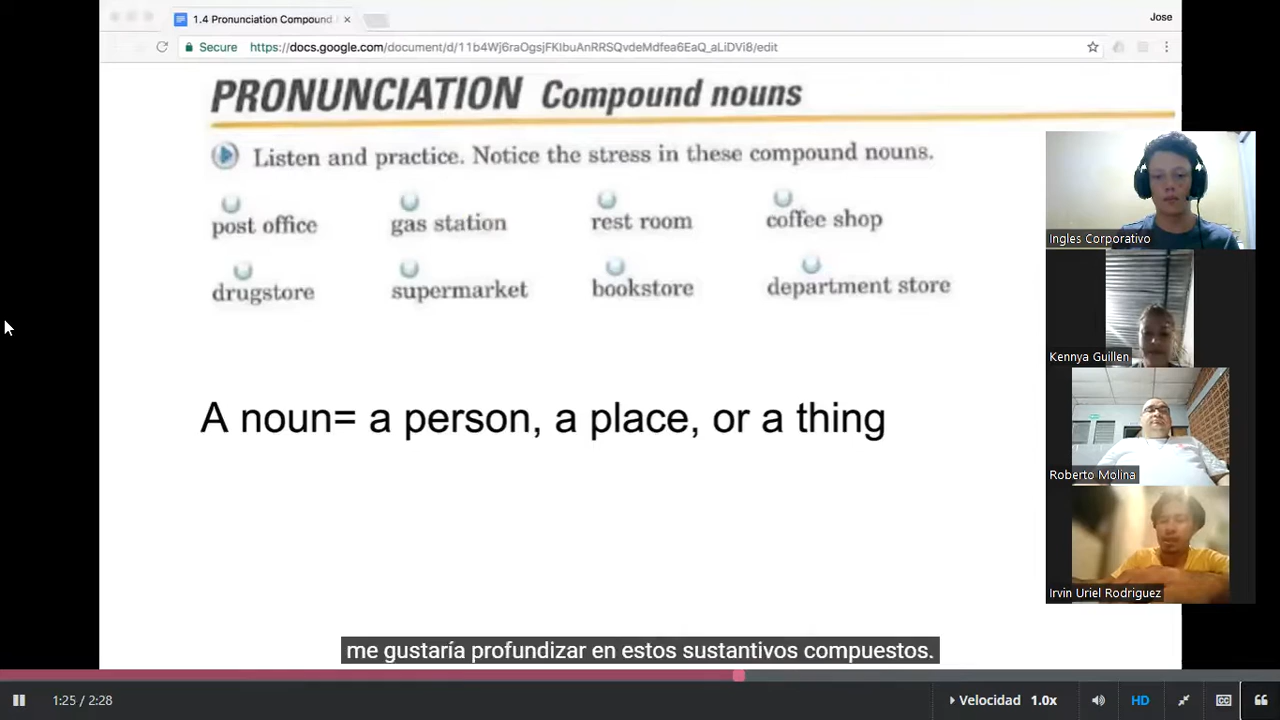 1.4 Pronunciation Compound
Jose
Secure https://docs.google.com/document/d/11b4Wj6raOgsjFKlbuAnRRSQvdeMdfea6EaQ_aLiDVi8/edit
PRONUNCIATION Compound nouns
Listen and practice. Notice the stress in these compound nouns.
post office gas station rest room coffee shop
drugstore supermarket bookstore department store
A noun= a person, a place, or a thing
Ingles Corporativo
Kennya Guillen
Roberto Molina
Irvin Uriel Rodriguez
me gustaría profundizar en estos sustantivos compuestos.
1:25 / 2:28 Velocidad 1.0x HD CC